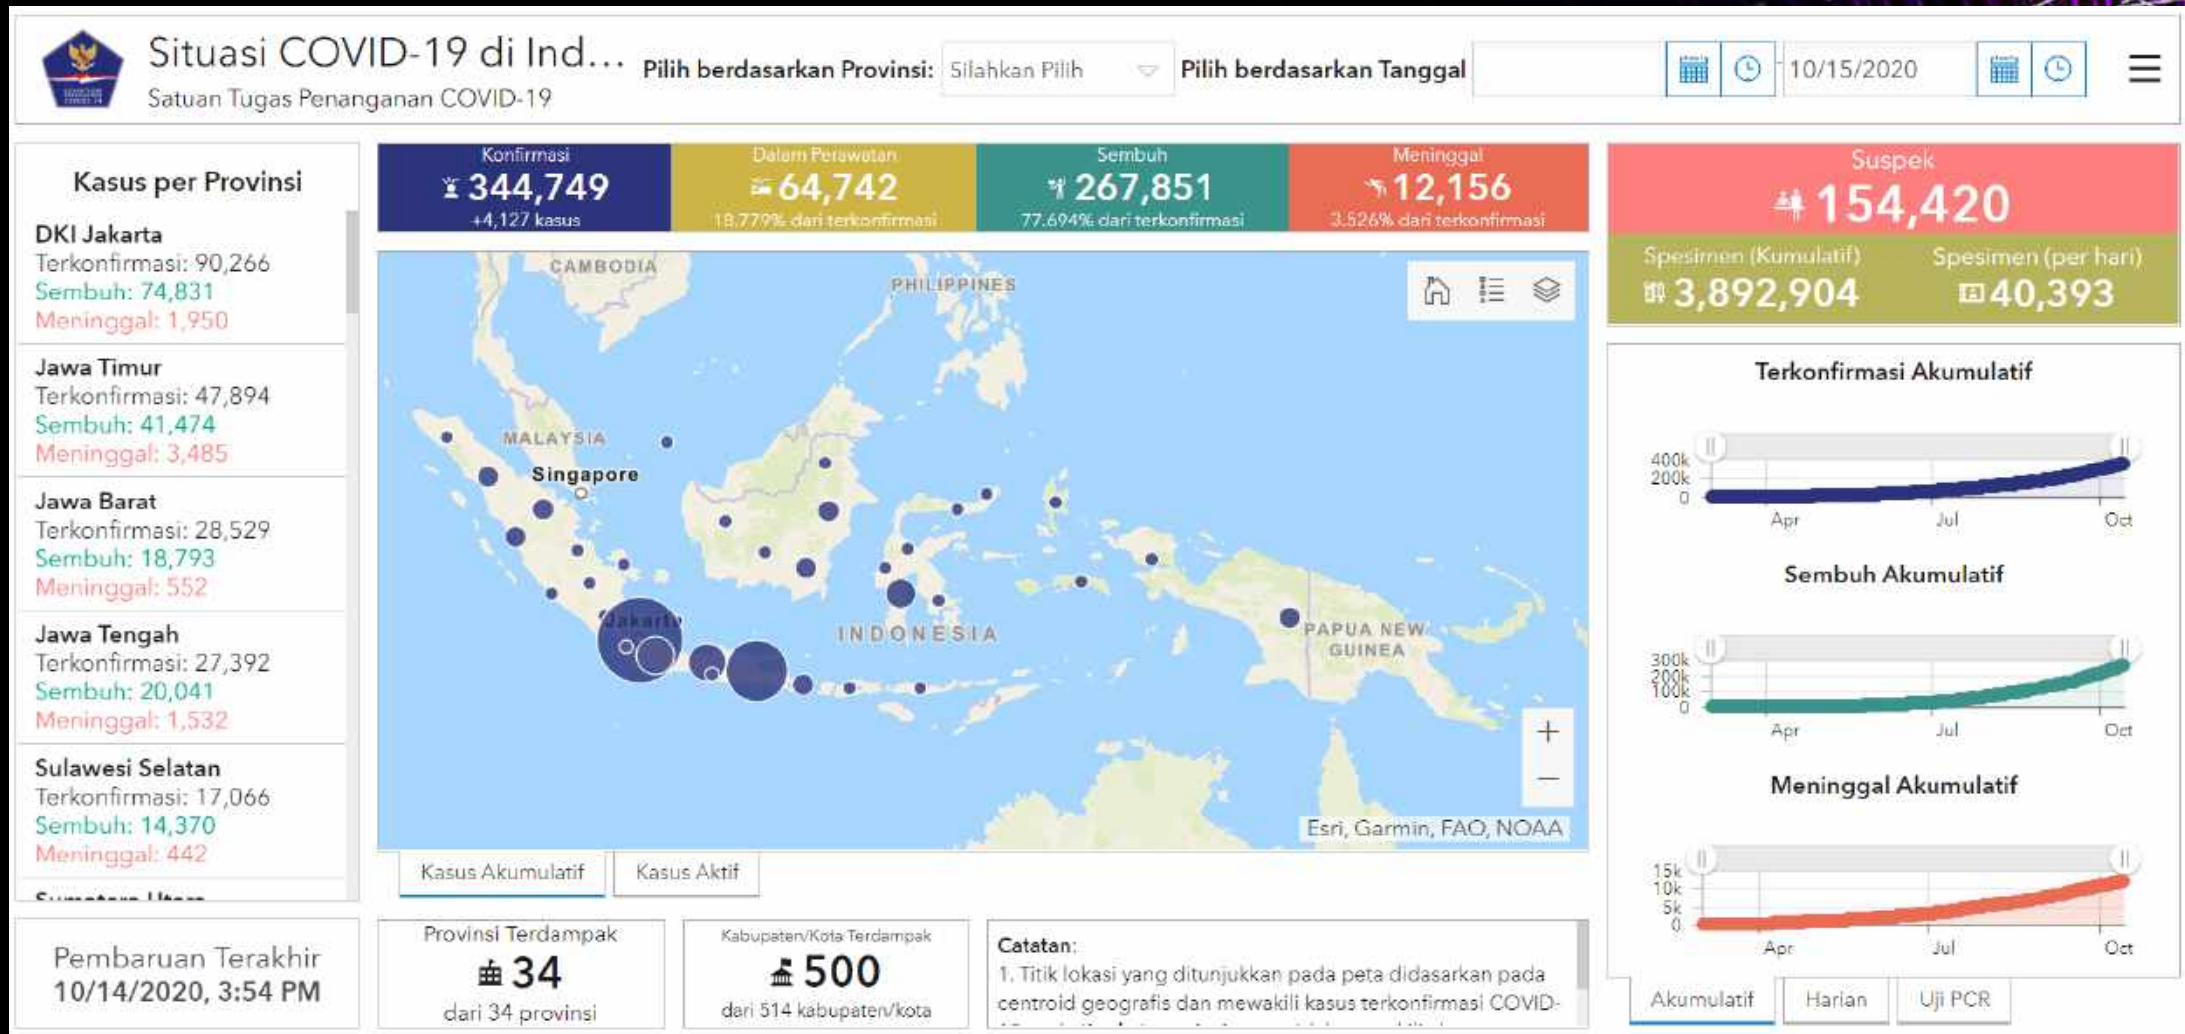 Situasi COVID-19 di Ind...
Satuan Tugas Penanganan COVID-19
Pilih berdasarkan Provinsi:
Silahkan Pilih
Pilih berdasarkan Tanggal
-
10/15/2020
Kasus per Provinsi
DKI Jakarta
Terkonfirmasi: 90,266
Sembuh: 74,831
Meninggal: 1,950
Jawa Timur
Terkonfirmasi: 47,894
Sembuh: 41,474
Meninggal: 3,485
Jawa Barat
Terkonfirmasi: 28,529
Sembuh: 18,793
Meninggal: 552
Jawa Tengah
Terkonfirmasi: 27,392
Sembuh: 20,041
Meninggal: 1,532
Sulawesi Selatan
Terkonfirmasi: 17,066
Sembuh: 14,370
Meninggal: 442
Pembaruan Terakhir
10/14/2020, 3:54 PM
Konfirmasi
344,749
+4,127 kasus
Dalam Perawatan
64,742
18.779% dari terkonfirmasi
Sembuh
267,851
77.694% dari terkonfirmasi
Meninggal
12,156
3.526% dari terkonfirmasi
CAMBODIA
PHILIPPINES
MALAYSIA
Singapore
Jakarta
INDONESIA
PAPUA NEW
GUINEA
+
−
Esri, Garmin, FAO, NOAA
Kasus Akumulatif
Kasus Aktif
Provinsi Terdampak
34
dari 34 provinsi
Kabupaten/Kota Terdampak
500
dari 514 kabupaten/kota
Catatan:
1. Titik lokasi yang ditunjukkan pada peta didasarkan pada
centroid geografis dan mewakili kasus terkonfirmasi COVID-
Suspek
154,420
Spesimen (Kumulatif)
3,892,904
Spesimen (per hari)
40,393
Terkonfirmasi Akumulatif
400k
200k
0
Apr
Jul
Oct
Sembuh Akumulatif
300k
200k
100k
0
Apr
Jul
Oct
Meninggal Akumulatif
15k
10k
5k
0
Apr
Jul
Oct
Akumulatif
Harian
Uji PCR